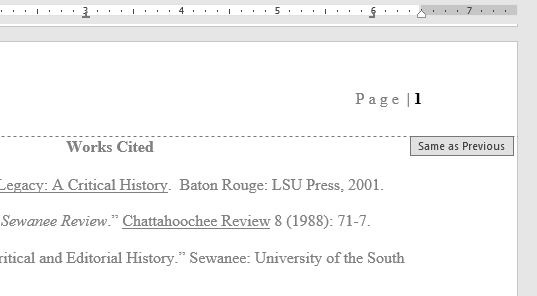 3 4 5 6 7
Page | 1
Works Cited
Same as Previous
Legacy: A Critical History.  Baton Rouge: LSU Press, 2001.
Sewanee Review.” Chattahoochee Review 8 (1988): 71-7.
ritical and Editorial History.” Sewanee: University of the South